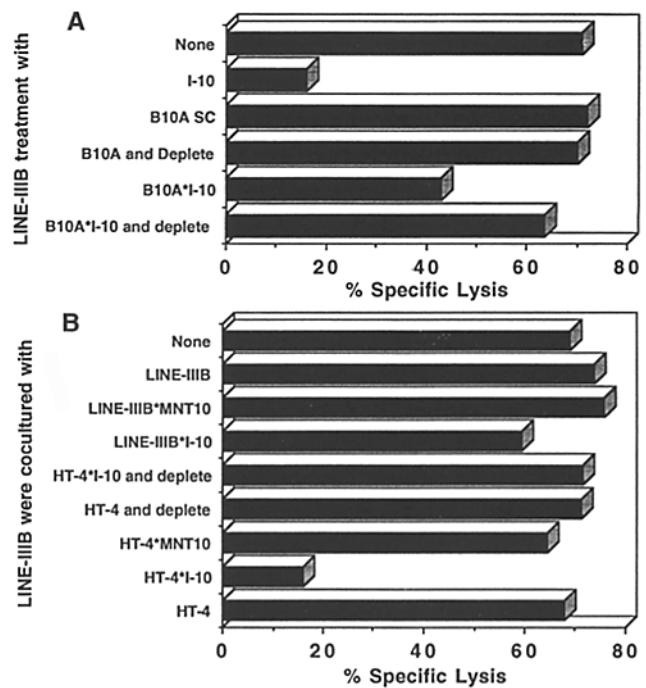 A
LINE-IIIB treatment with
None
I-10
B10A SC
B10A and Deplete
B10A*I-10
B10A*I-10 and deplete
0 20 40 60 80
% Specific Lysis
B
LINE-IIIB were cocultured with
None
LINE-IIIB
LINE-IIIB*MNT10
LINE-IIIB*I-10
HT-4*I-10 and deplete
HT-4 and deplete
HT-4*MNT10
HT-4*I-10
HT-4
0 20 40 60 80
% Specific Lysis